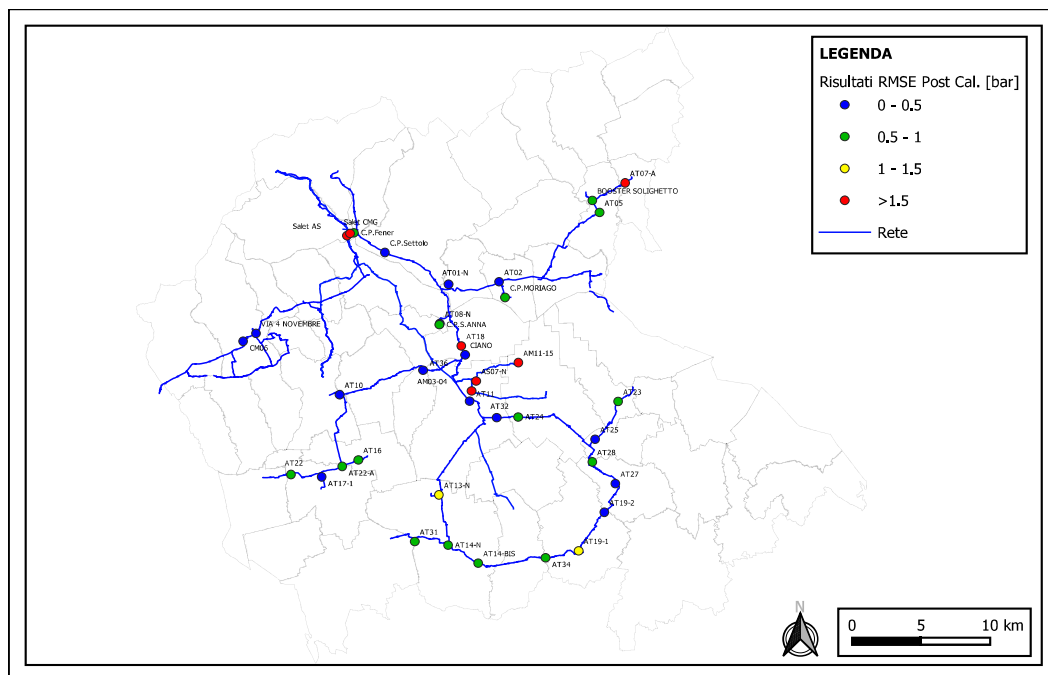 LEGENDA
Risultati RMSE Post Cal. [bar]
0 - 0.5
0.5 - 1
1 - 1.5
>1.5
Rete
AT07-A
BOOSTER SOLIGHETTO
AT05
Salet CMG
Salet AS
C.P.Fener
C.P.Settolo
AT01-N
AT02
C.P.MORIAGO
AT08-N
C.P.S.ANNA
VIA 4 NOVEMBRE
CM06
AT18
CIANO
AT36
AM11-15
AM03-04
AS07-N
AT10
AT11
AT23
AT32
AT24
AT25
AT16
AT28
AT22
AT22-A
AT17-1
AT27
AT13-N
AT19-2
AT31
AT14-N
AT19-1
AT14-BIS
AT34
N
0 5 10 km